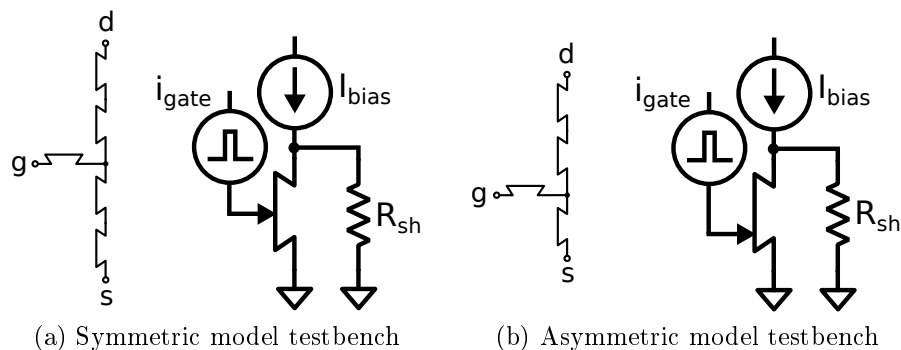 d
g
s
i_gate
I_bias
R_sh
d
g
s
i_gate
I_bias
R_sh
(a) Symmetric model testbench
(b) Asymmetric model testbench